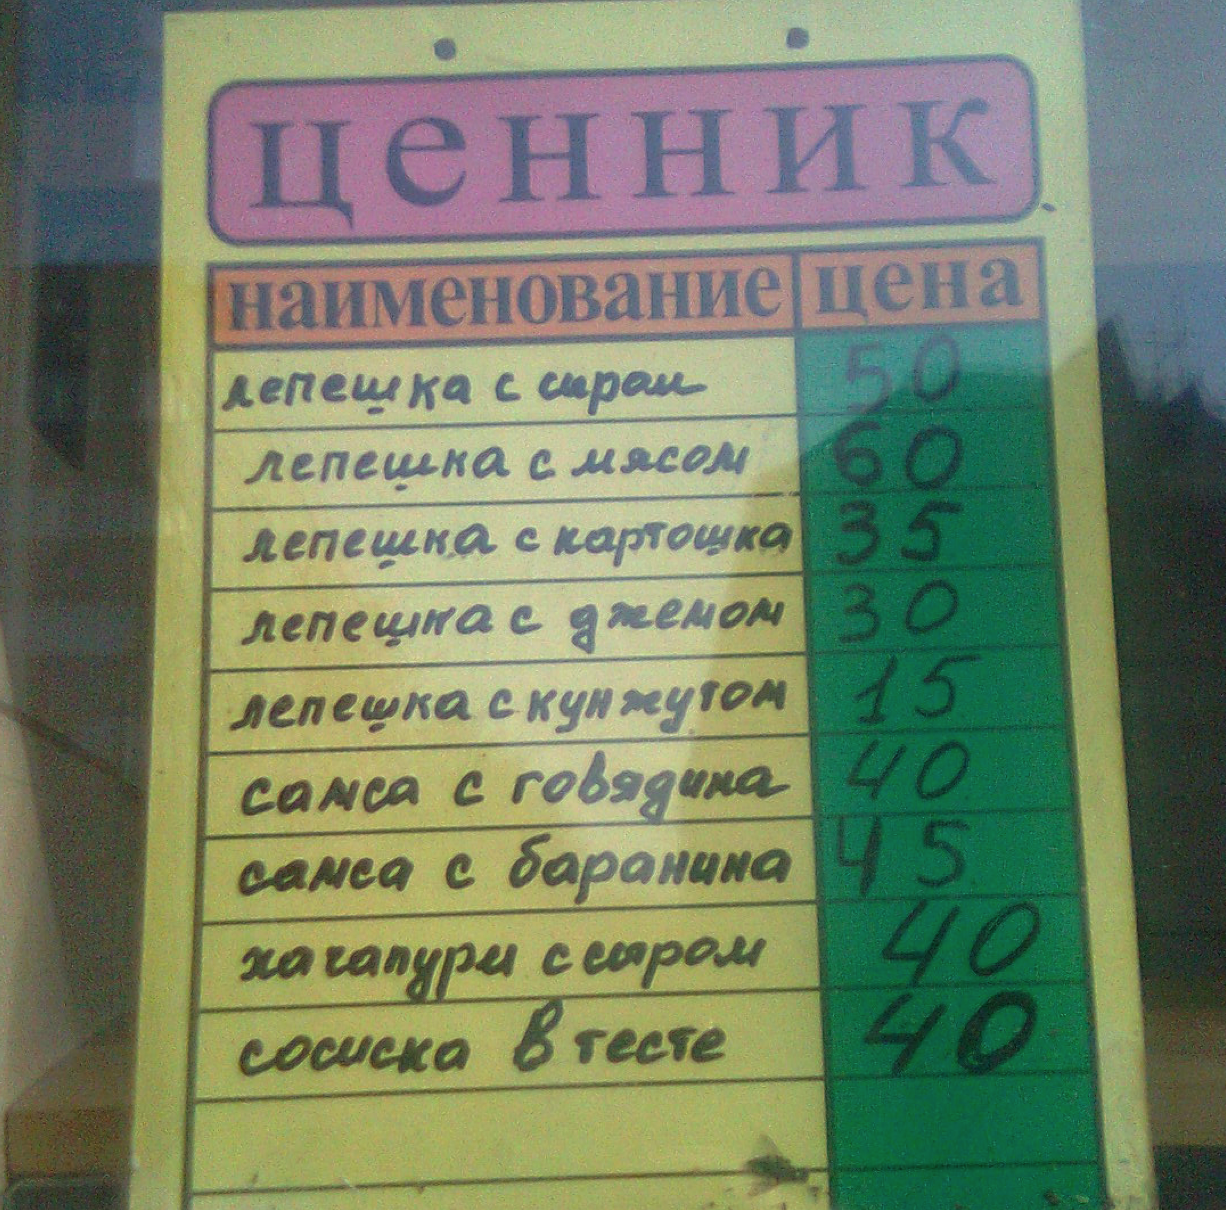 ценник
наименование цена
лепешка с сыром 50
лепешка с мясом 60
лепешка с картошка 35
лепешка с джемом 30
лепешка с кунжутом 15
самса с говядина 40
самса с баранина 45
хачапури с сыром 40
сосиска в тесте 40